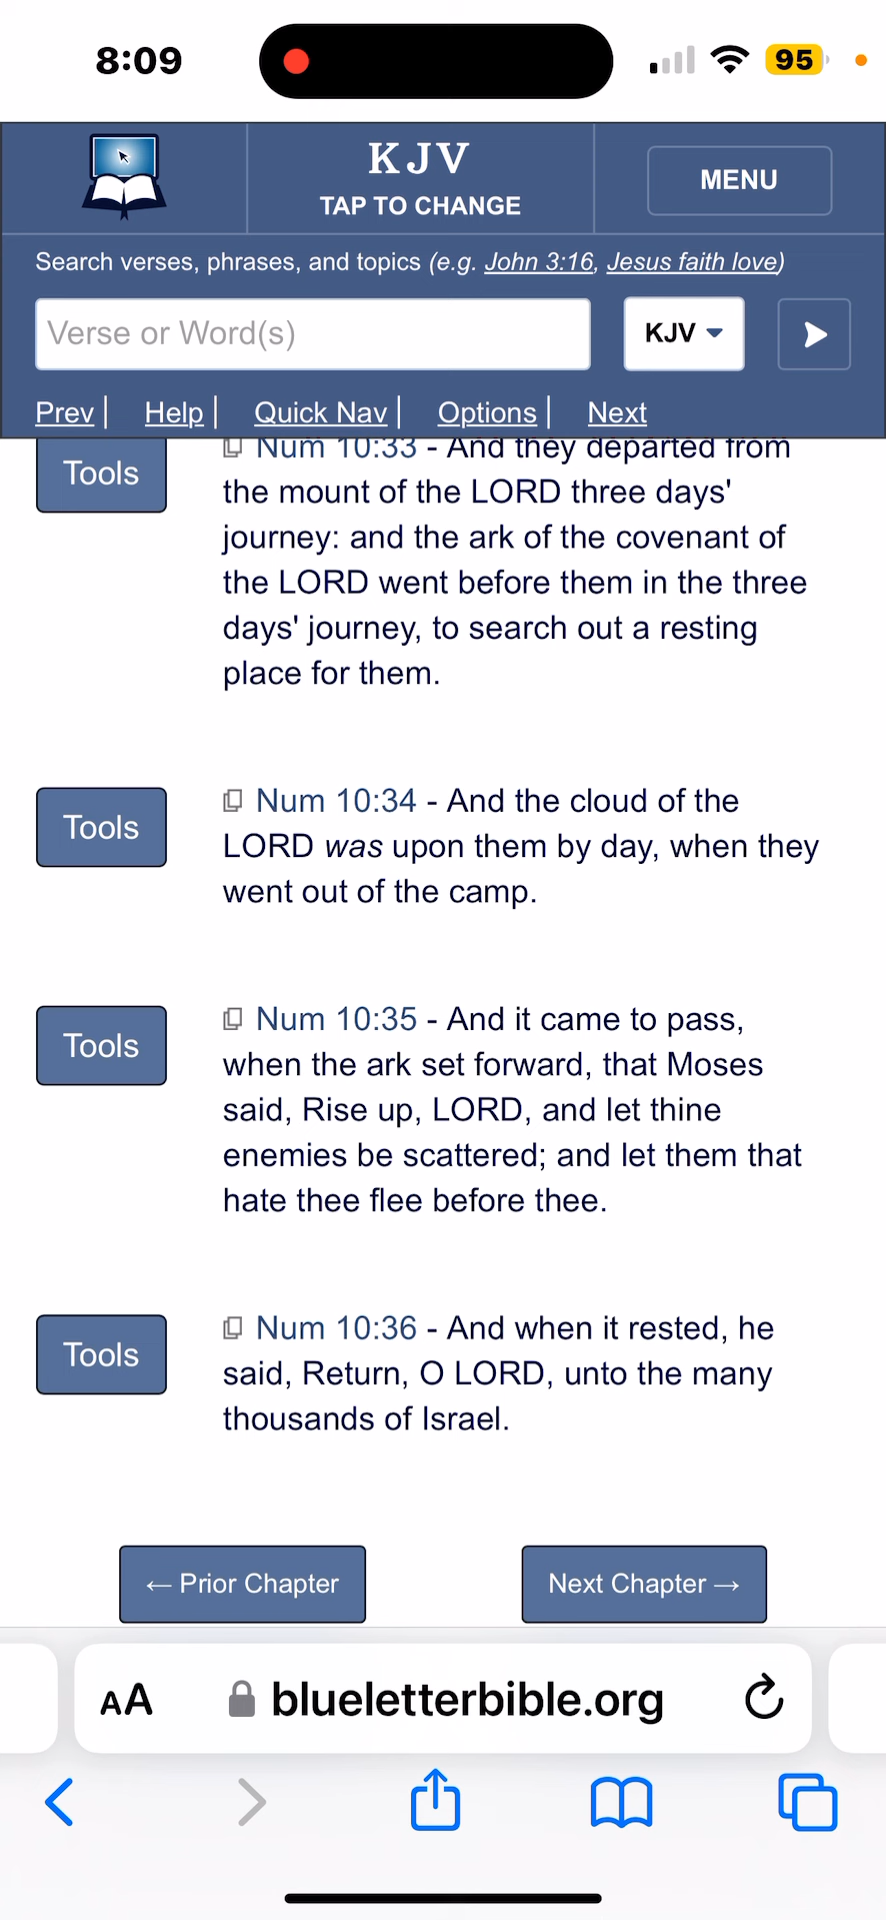 8:09
95
KJV
TAP TO CHANGE
MENU
Search verses, phrases, and topics (e.g. John 3:16, Jesus faith love)
Verse or Word(s)
KJV
Prev | Help | Quick Nav | Options | Next
Tools
Num 10:33 - And they departed from
the mount of the LORD three days'
journey: and the ark of the covenant of
the LORD went before them in the three
days' journey, to search out a resting
place for them.
Tools
Num 10:34 - And the cloud of the
LORD was upon them by day, when they
went out of the camp.
Tools
Num 10:35 - And it came to pass,
when the ark set forward, that Moses
said, Rise up, LORD, and let thine
enemies be scattered; and let them that
hate thee flee before thee.
Tools
Num 10:36 - And when it rested, he
said, Return, O LORD, unto the many
thousands of Israel.
← Prior Chapter
Next Chapter →
AA
blueletterbible.org